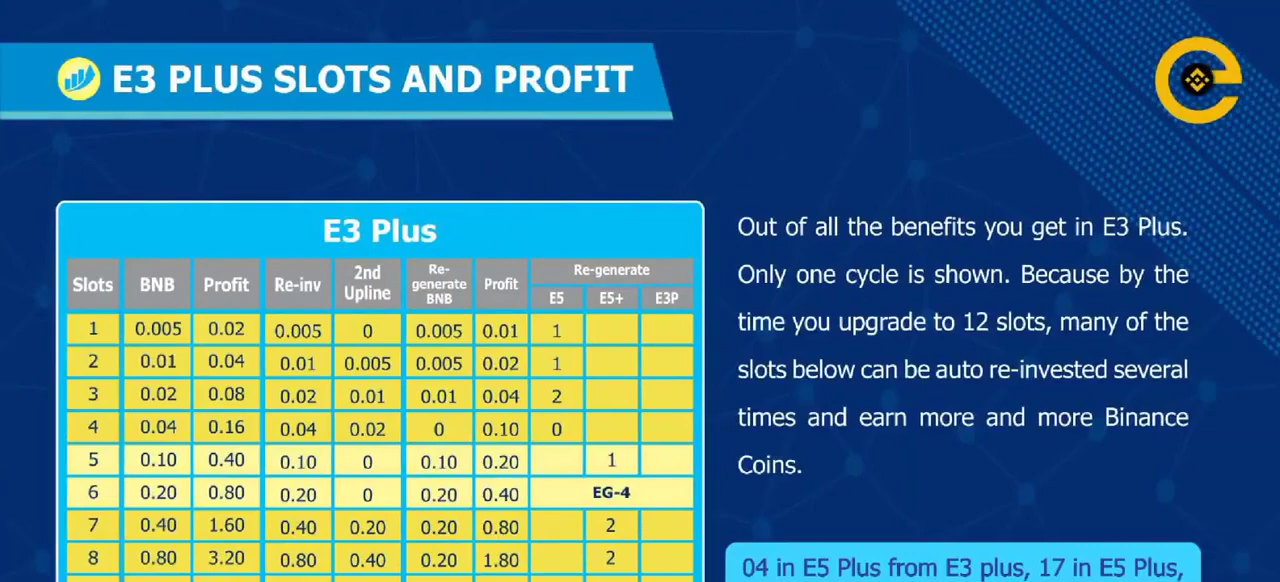 E3 PLUS SLOTS AND PROFIT
E3 Plus
Slots BNB Profit Re-inv 2nd Upline Re-generate BNB Profit Re-generate
E5 E5+ E3P
1 0.005 0.02 0.005 0 0.005 0.01 1
2 0.01 0.04 0.01 0.005 0.005 0.02 1
3 0.02 0.08 0.02 0.01 0.01 0.04 2
4 0.04 0.16 0.04 0.02 0 0.10 0
5 0.10 0.40 0.10 0 0.10 0.20 1
6 0.20 0.80 0.20 0 0.20 0.40 EG-4
7 0.40 1.60 0.40 0.20 0.20 0.80 2
8 0.80 3.20 0.80 0.40 0.20 1.80 2
Out of all the benefits you get in E3 Plus.
Only one cycle is shown. Because by the
time you upgrade to 12 slots, many of the
slots below can be auto re-invested several
times and earn more and more Binance
Coins.
04 in E5 Plus from E3 plus, 17 in E5 Plus,